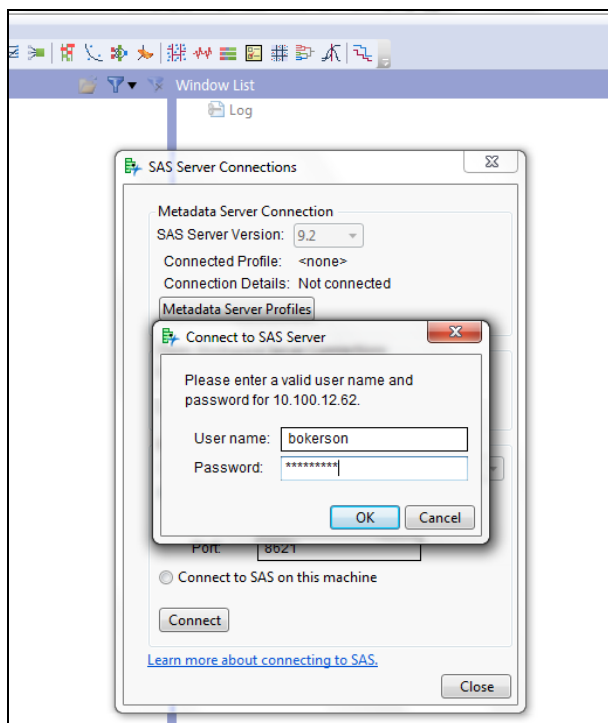 Window List
Log
SAS Server Connections
Metadata Server Connection
SAS Server Version: 9.2
Connected Profile: <none>
Connection Details: Not connected
Metadata Server Profiles
Connect to SAS Server
Please enter a valid user name and
password for 10.100.12.62.
User name: bokerson
Password: *********
OK Cancel
Port: 8621
Connect to SAS on this machine
Connect
Learn more about connecting to SAS.
Close